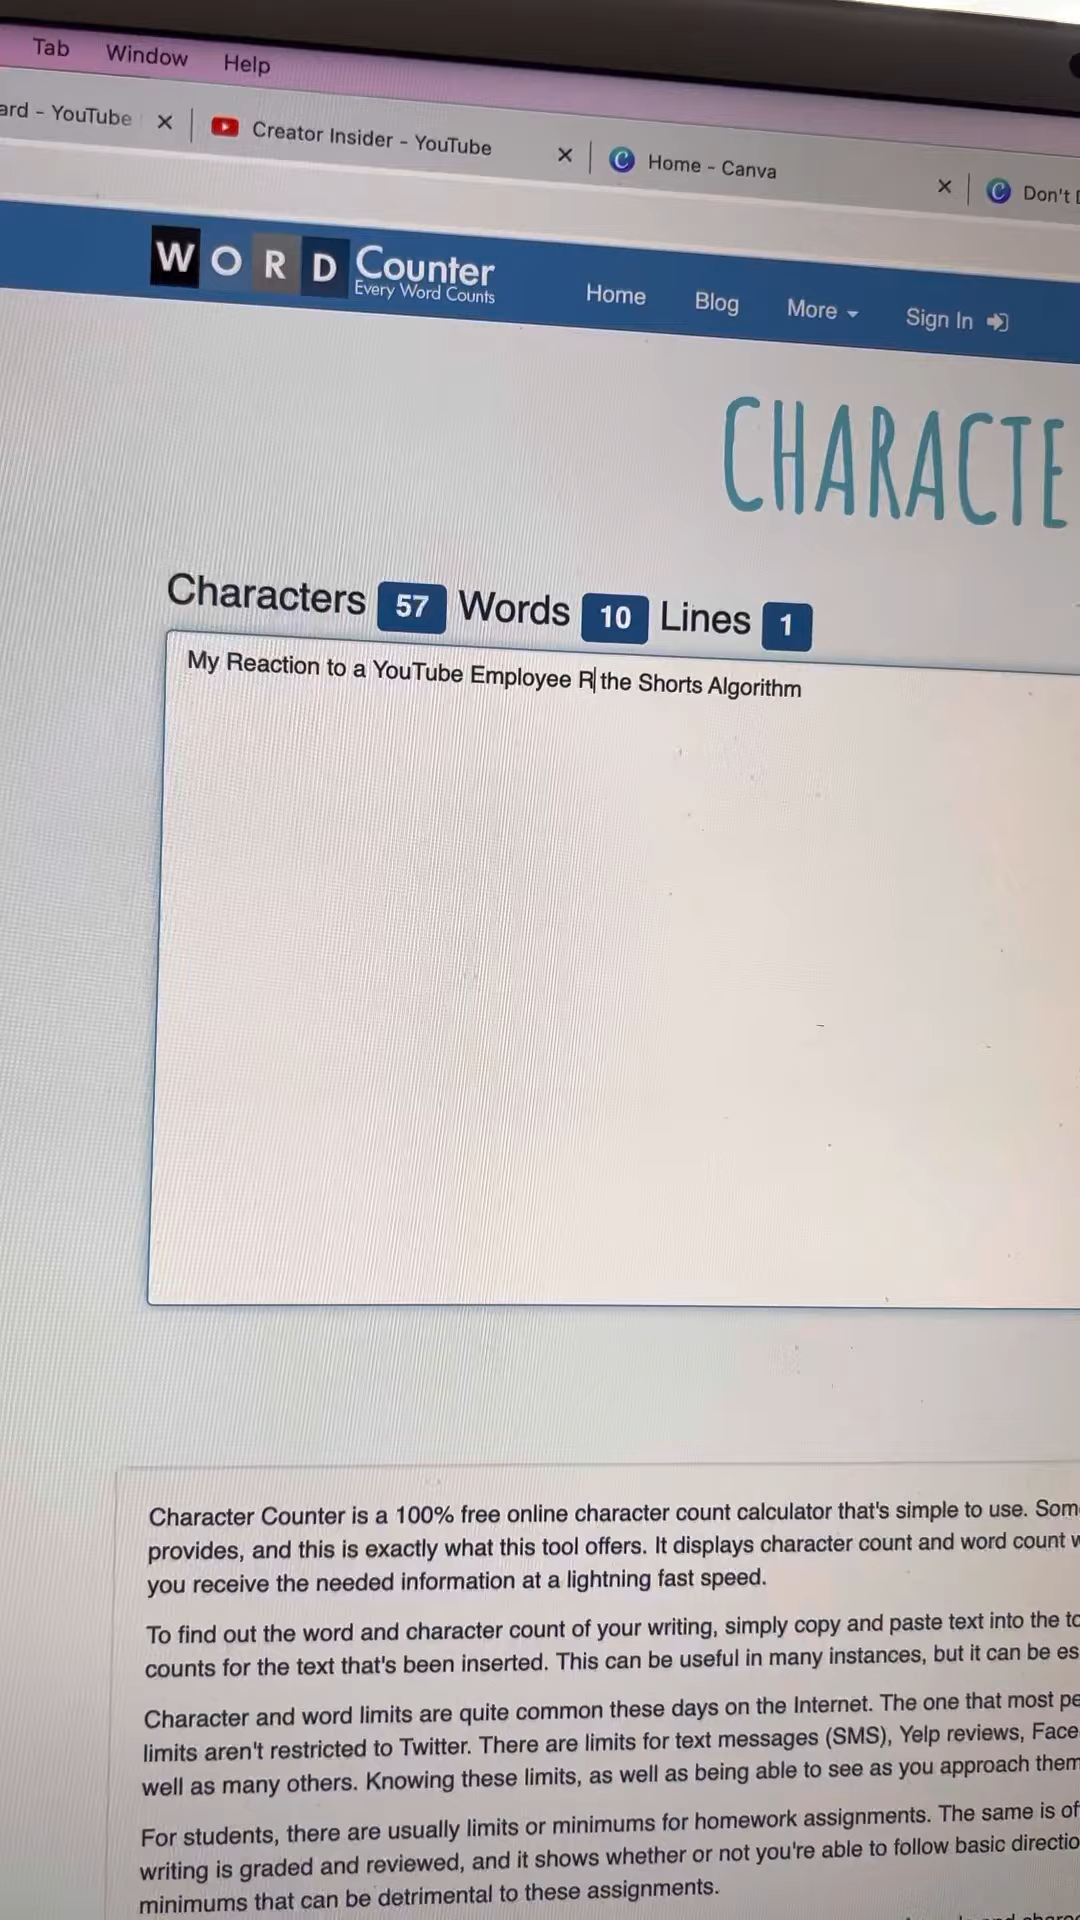 Tab Window Help
ard - YouTube × Creator Insider - YouTube × Home - Canva × Don't
WORD Counter
Every Word Counts
Home Blog More Sign In
CHARACTE
Characters 57 Words 10 Lines 1
My Reaction to a YouTube Employee R the Shorts Algorithm
Character Counter is a 100% free online character count calculator that's simple to use. Som
provides, and this is exactly what this tool offers. It displays character count and word count w
you receive the needed information at a lightning fast speed.
To find out the word and character count of your writing, simply copy and paste text into the to
counts for the text that's been inserted. This can be useful in many instances, but it can be es
Character and word limits are quite common these days on the Internet. The one that most pe
limits aren't restricted to Twitter. There are limits for text messages (SMS), Yelp reviews, Face
well as many others. Knowing these limits, as well as being able to see as you approach them
For students, there are usually limits or minimums for homework assignments. The same is of
writing is graded and reviewed, and it shows whether or not you're able to follow basic directio
minimums that can be detrimental to these assignments.